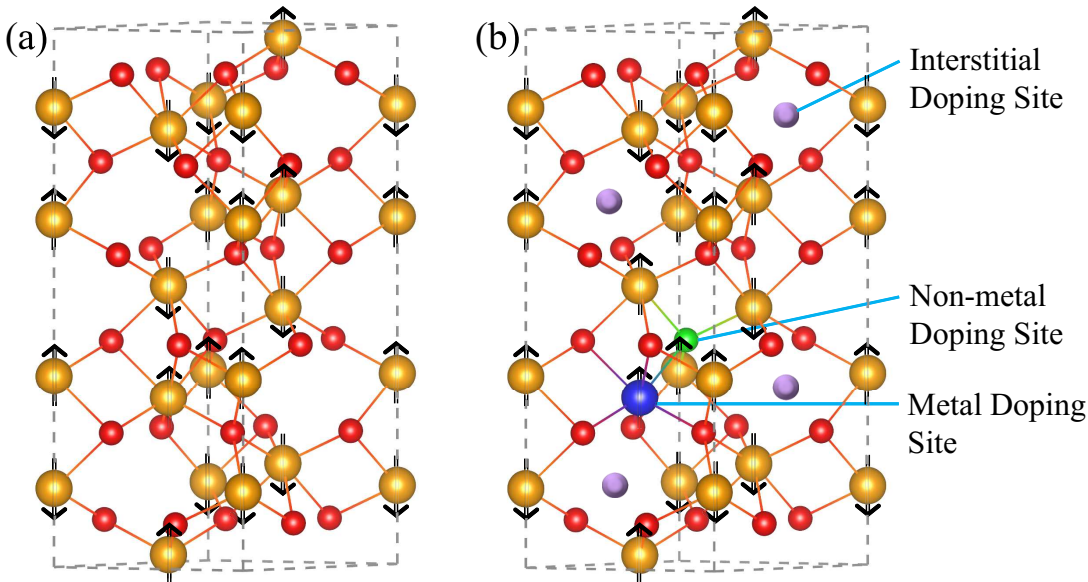 (a)
(b)
Interstitial
Doping Site
Non-metal
Doping Site
Metal Doping
Site